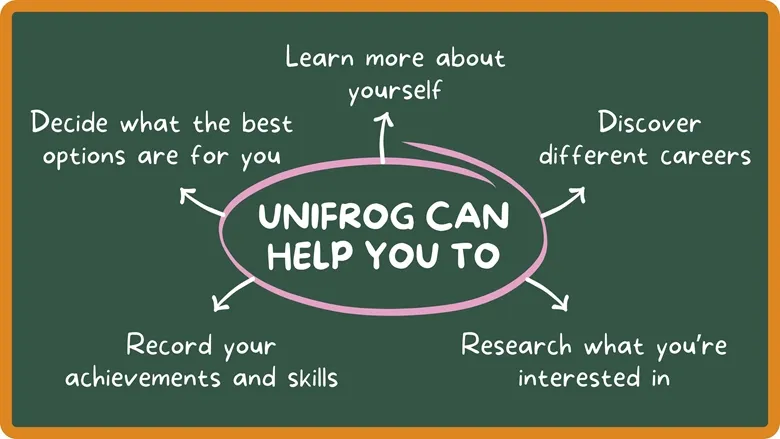 Learn more about
yourself
Decide what the best
options are for you
Discover
different careers
UNIFROG CAN
HELP YOU TO
Record your
achievements and skills
Research what you're
interested in